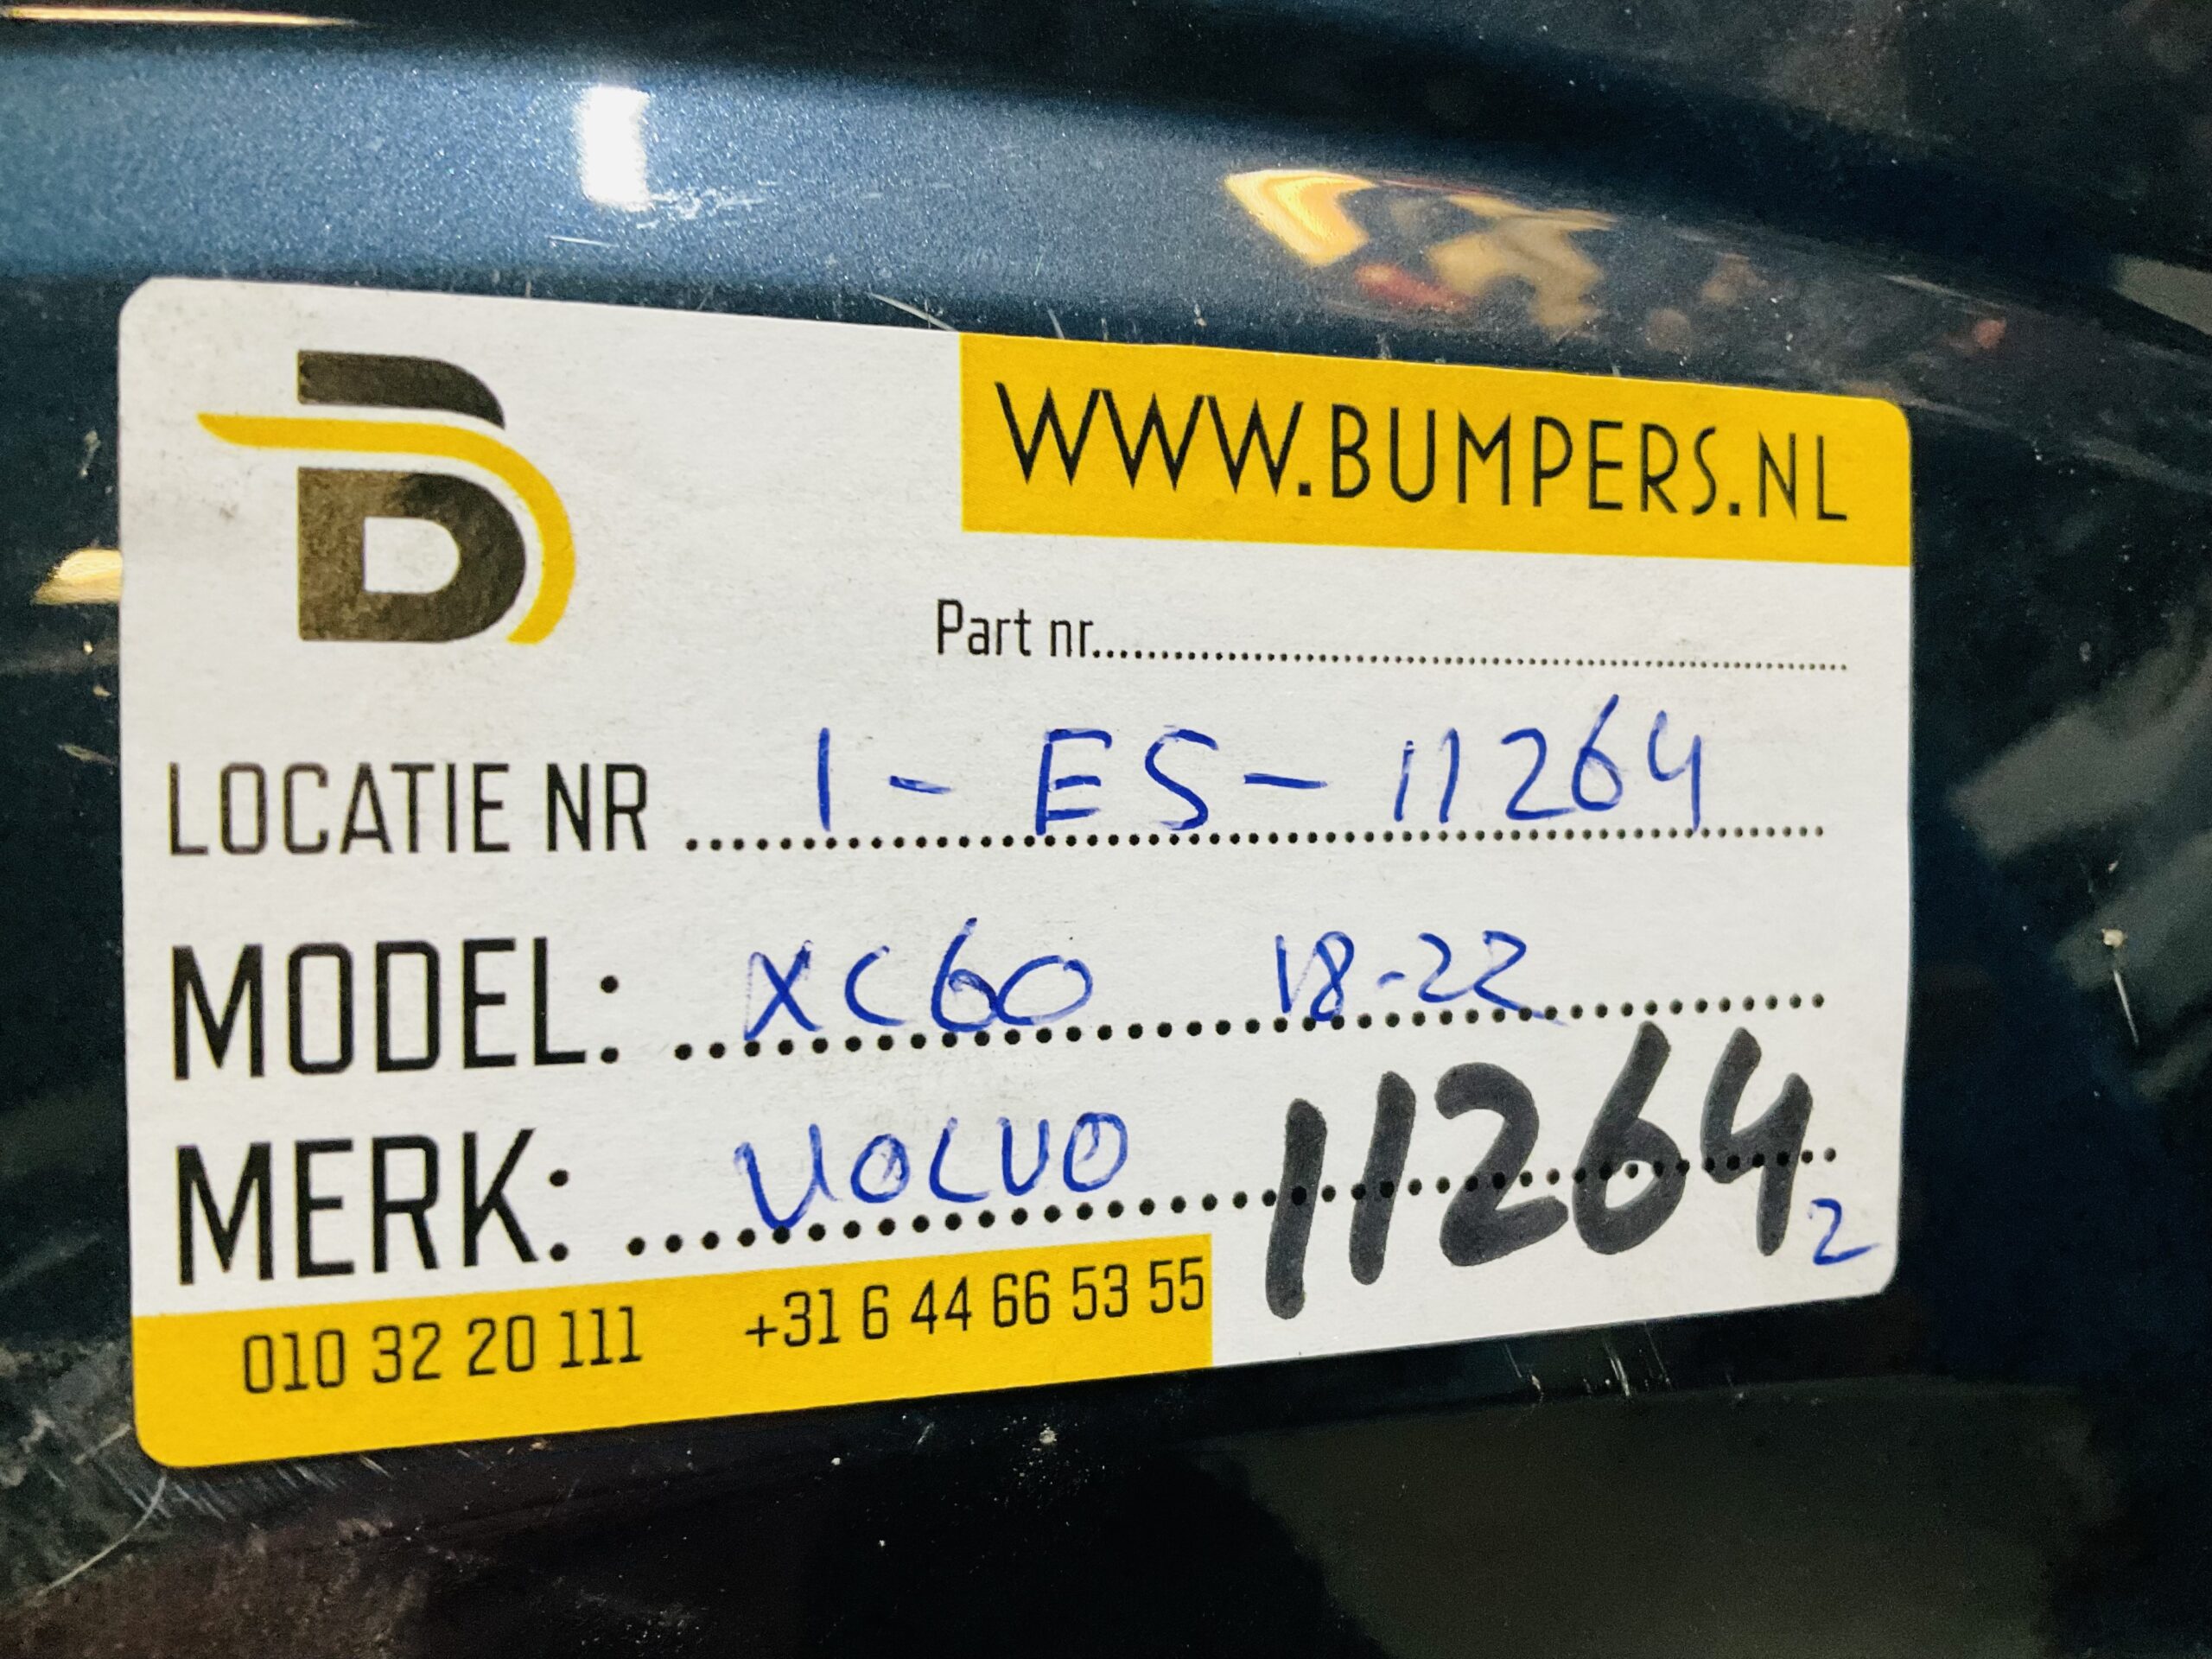 B
WWW.BUMPERS.NL
Part nr..............................
LOCATIE NR 1 - ES - 11264
MODEL: XC60 18-22
MERK: VOLVO 11264 2
010 32 20 111 +31 6 44 66 53 55